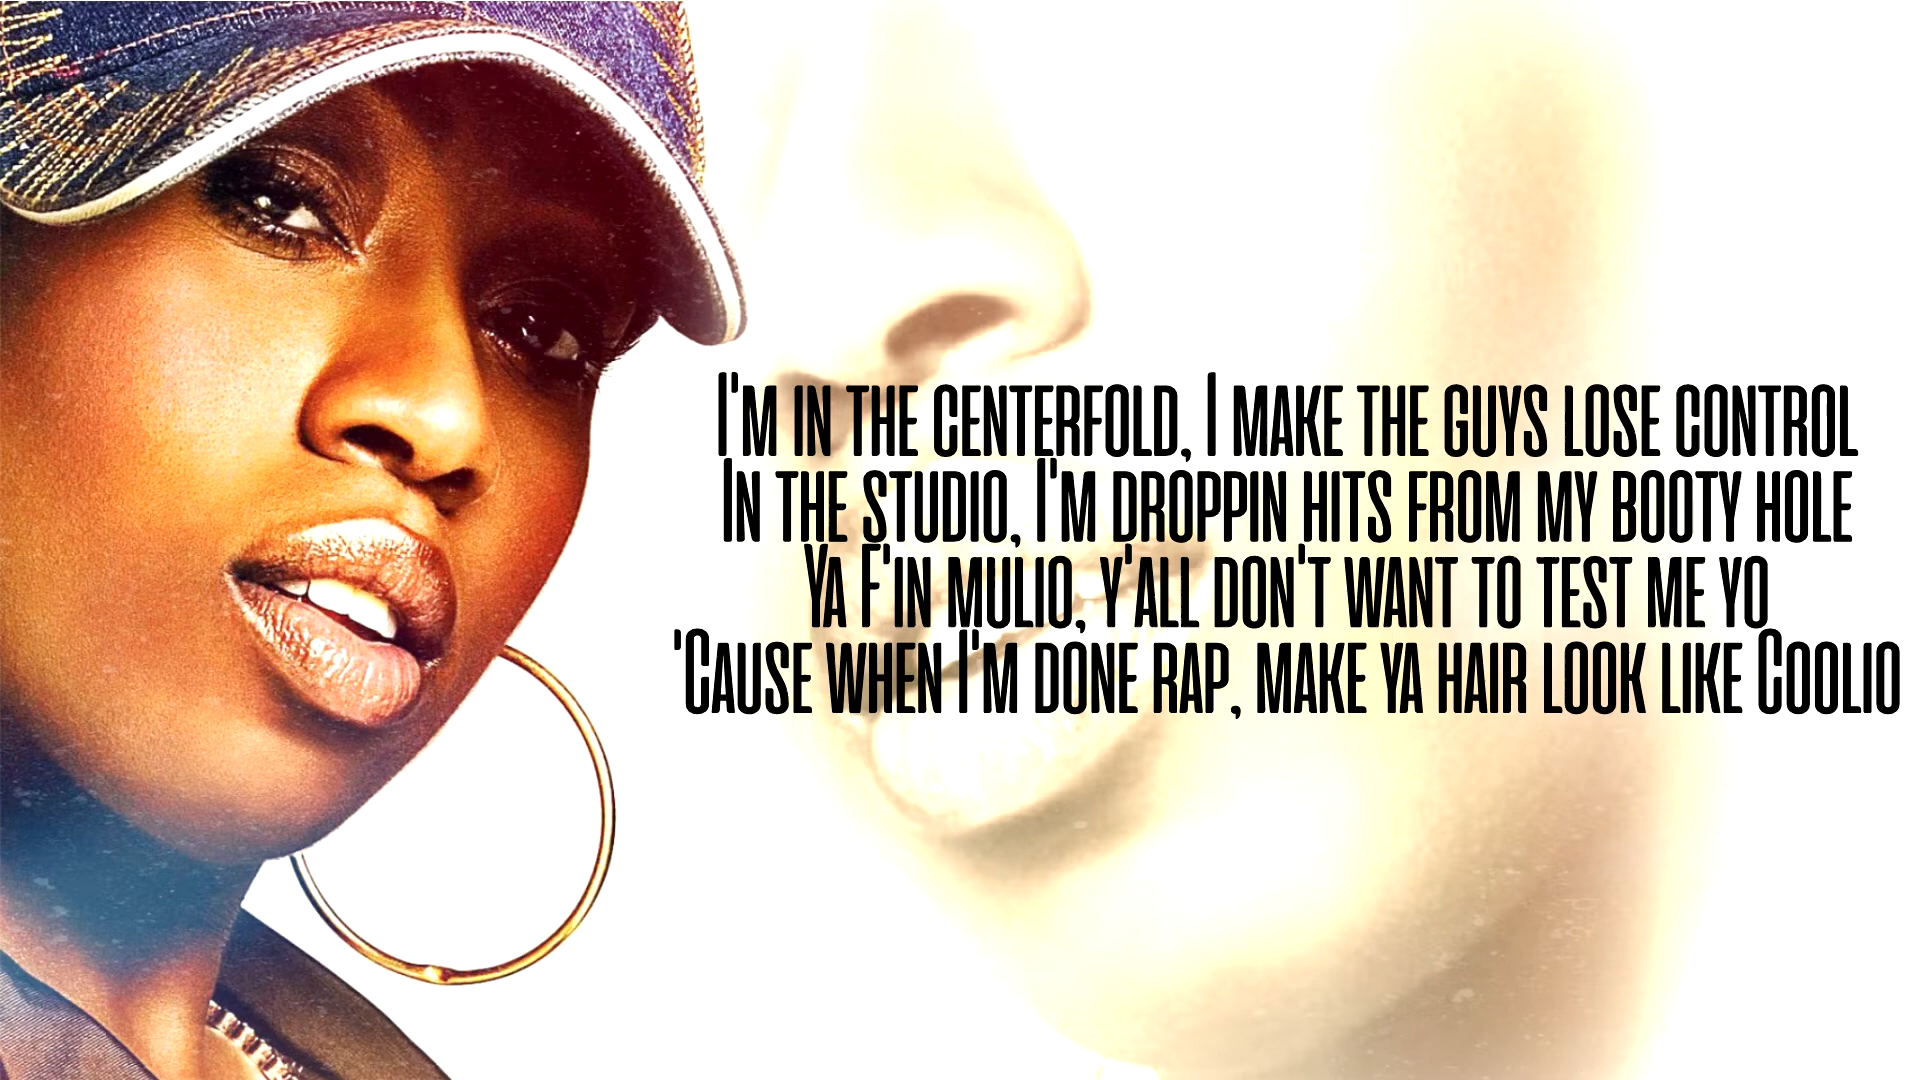 I'm in the centerfold, I make the guys lose control
In the studio, I'm droppin hits from my booty hole
Ya F'in mulio, y'all don't want to test me yo
'Cause when I'm done rap, make ya hair look like Coolio